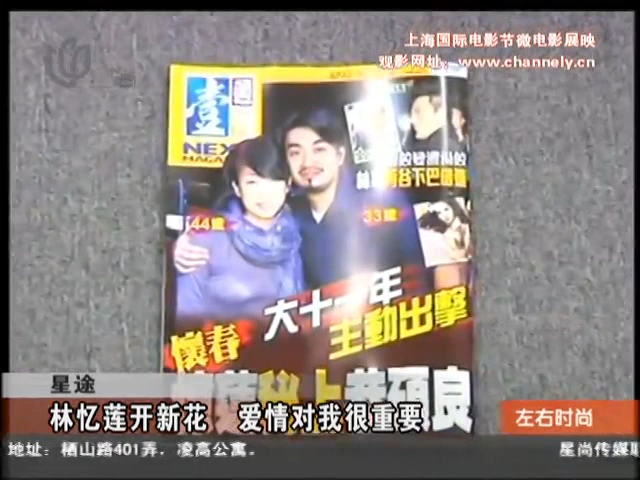 上海国际电影节微电影展映
观影网址：www.channely.cn
壹
週
NEXT
MAGAZINE
44歲
33歲
大十一年
主動出擊
懷春
星途
林忆莲开新花 爱情对我很重要
左右时尚
地址：栖山路401弄，凌高公寓。
星尚传媒